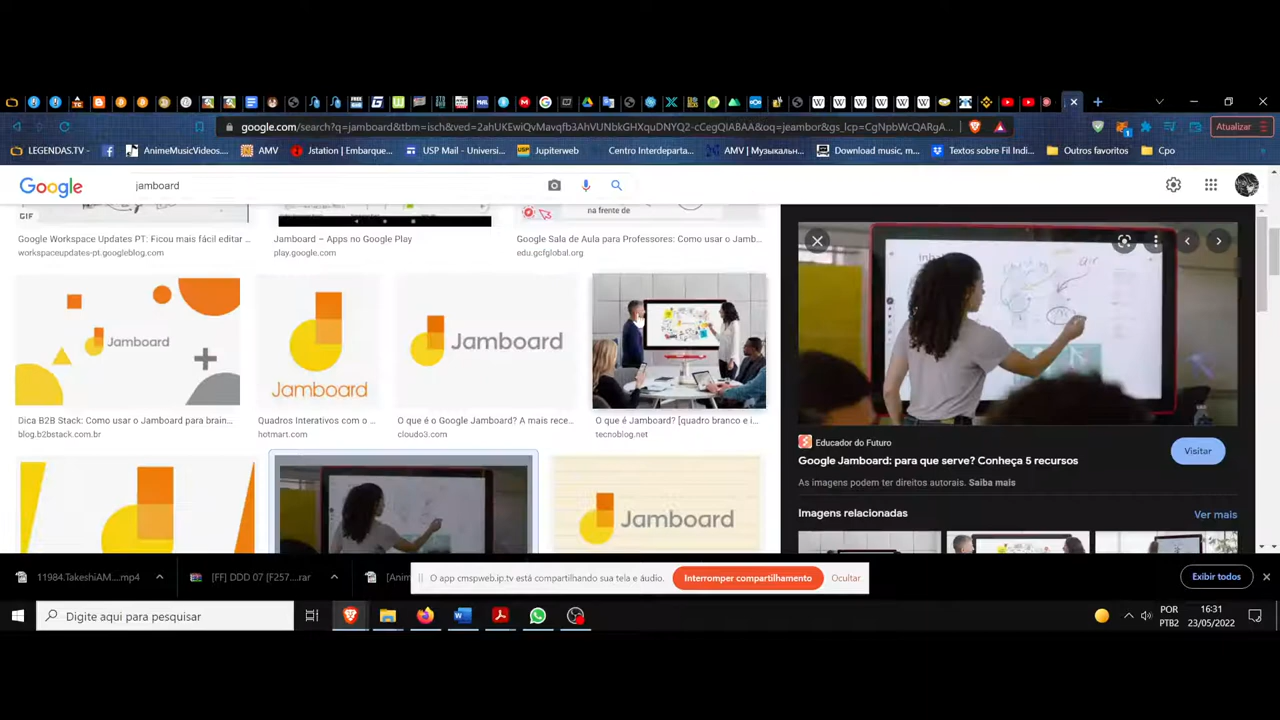 google.com/search?q=jamboard&tbm=isch&ved=2ahUKEwiQvMavqfb3AhVUNbkGHXquDNYQ2-cCegQIABAA&oq=jeambor&gs_lcp=CgNpbWcQARgA...
Atualizar
LEGENDAS.TV -
AnimeMusicVideos...
AMV
Jstation | Embarque...
USP Mail - Universi...
Jupiterweb
Centro Interdeparta...
AMV | Музыкальн...
Download music, m...
Textos sobre Fil Indi...
Outros favoritos
Cpo
Google
jamboard
GIF
na frente de
Google Workspace Updates PT: Ficou mais fácil editar ...
workspaceupdates-pt.googleblog.com
Jamboard – Apps no Google Play
play.google.com
Google Sala de Aula para Professores: Como usar o Jamb...
edu.gcfglobal.org
Jamboard
Jamboard
Jamboard
Dica B2B Stack: Como usar o Jamboard para brain...
blog.b2bstack.com.br
Quadros Interativos com o ...
hotmart.com
O que é o Google Jamboard? A mais rece...
cloudo3.com
O que é Jamboard? [quadro branco e i...
tecnoblog.net
Jamboard
air
Educador do Futuro
Visitar
Google Jamboard: para que serve? Conheça 5 recursos
As imagens podem ter direitos autorais. Saiba mais
Imagens relacionadas
Ver mais
11984.TakeshiAM....mp4
[FF] DDD 07 [F257....rar
[Ani
O app cmspweb.ip.tv está compartilhando sua tela e áudio.
Interromper compartilhamento
Ocultar
Exibir todos
Digite aqui para pesquisar
POR
PTB2
16:31
23/05/2022